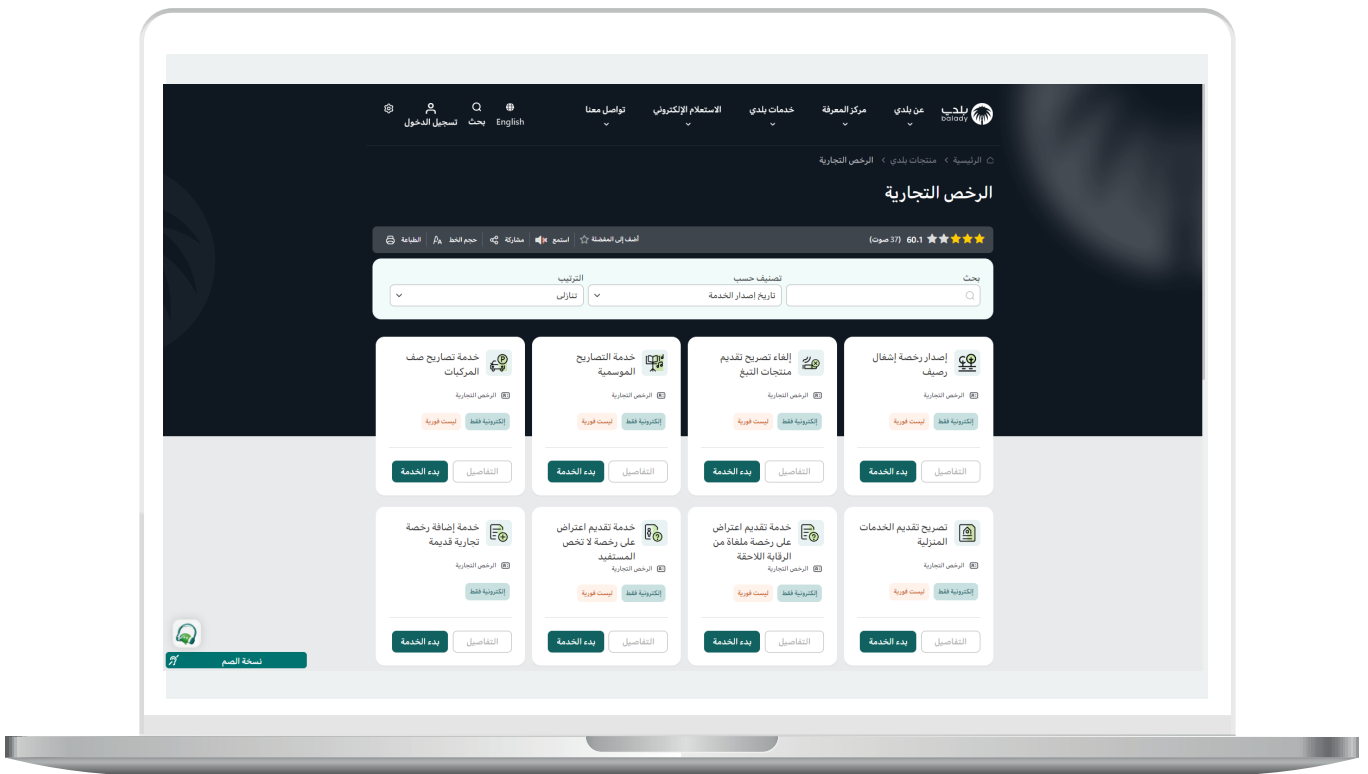 بلدي
balady
عن بلدي
مركز المعرفة
خدمات بلدي
الاستعلام الإلكتروني
تواصل معنا
English
بحث
تسجيل الدخول
الرئيسية > منتجات بلدي > الرخص التجارية
الرخص التجارية
60.1 (37 صوت)
أضف إلى المفضلة
استمع
مشاركة
حجم الخط
الطباعة
بحث
تصنيف حسب
تاريخ إصدار الخدمة
الترتيب
تنازلي
إصدار رخصة إشغال
رصيف
الرخص التجارية
إلكترونية فقط
ليست فورية
التفاصيل
بدء الخدمة
إلغاء تصريح تقديم
منتجات التبغ
الرخص التجارية
إلكترونية فقط
ليست فورية
التفاصيل
بدء الخدمة
خدمة التصاريح
الموسمية
الرخص التجارية
إلكترونية فقط
ليست فورية
التفاصيل
بدء الخدمة
خدمة تصاريح صف
المركبات
الرخص التجارية
إلكترونية فقط
ليست فورية
التفاصيل
بدء الخدمة
تصريح تقديم الخدمات
المنزلية
الرخص التجارية
إلكترونية فقط
ليست فورية
التفاصيل
بدء الخدمة
خدمة تقديم اعتراض
على رخصة ملغاة من
الرقابة اللاحقة
الرخص التجارية
إلكترونية فقط
ليست فورية
التفاصيل
بدء الخدمة
خدمة تقديم اعتراض
على رخصة لا تخص
المستفيد
الرخص التجارية
إلكترونية فقط
ليست فورية
التفاصيل
بدء الخدمة
خدمة إضافة رخصة
تجارية قديمة
الرخص التجارية
إلكترونية فقط
التفاصيل
بدء الخدمة
نسخة الصم